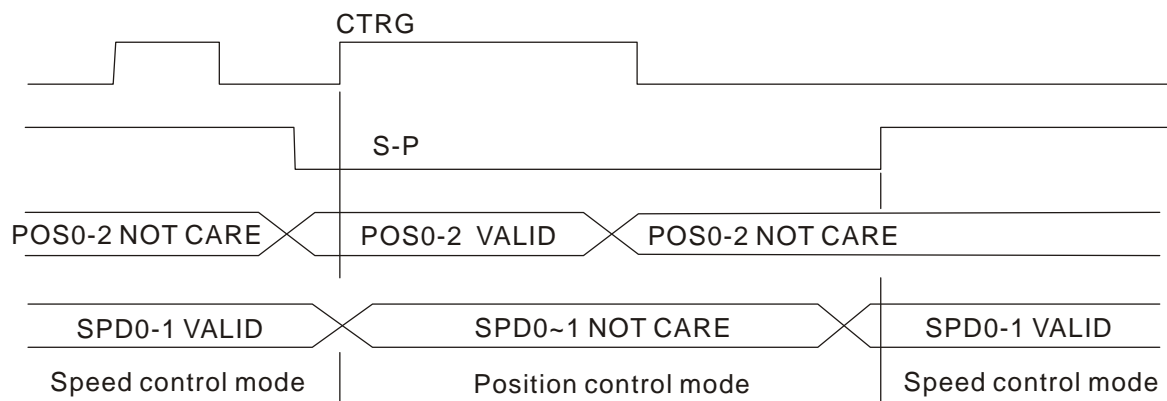 CTRG
S-P
POS0-2 NOT CARE POS0-2 VALID POS0-2 NOT CARE
SPD0-1 VALID SPD0~1 NOT CARE SPD0-1 VALID
Speed control mode Position control mode Speed control mode